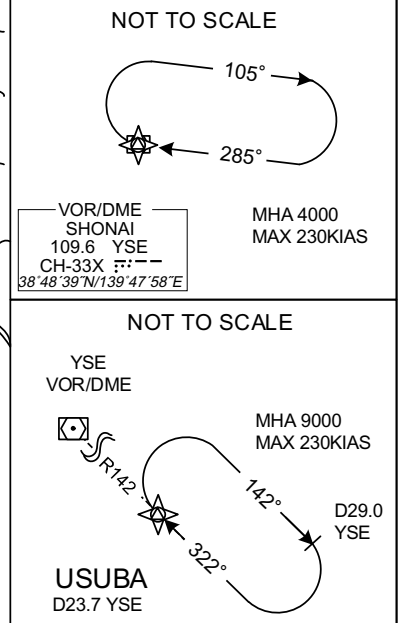 NOT TO SCALE
105°
285°
VOR/DME
SHONAI
109.6 YSE
CH-33X
38°48′39″N/139°47′58″E
MHA 4000
MAX 230KIAS
NOT TO SCALE
YSE
VOR/DME
MHA 9000
MAX 230KIAS
R142
142°
D29.0
YSE
322°
USUBA
D23.7 YSE